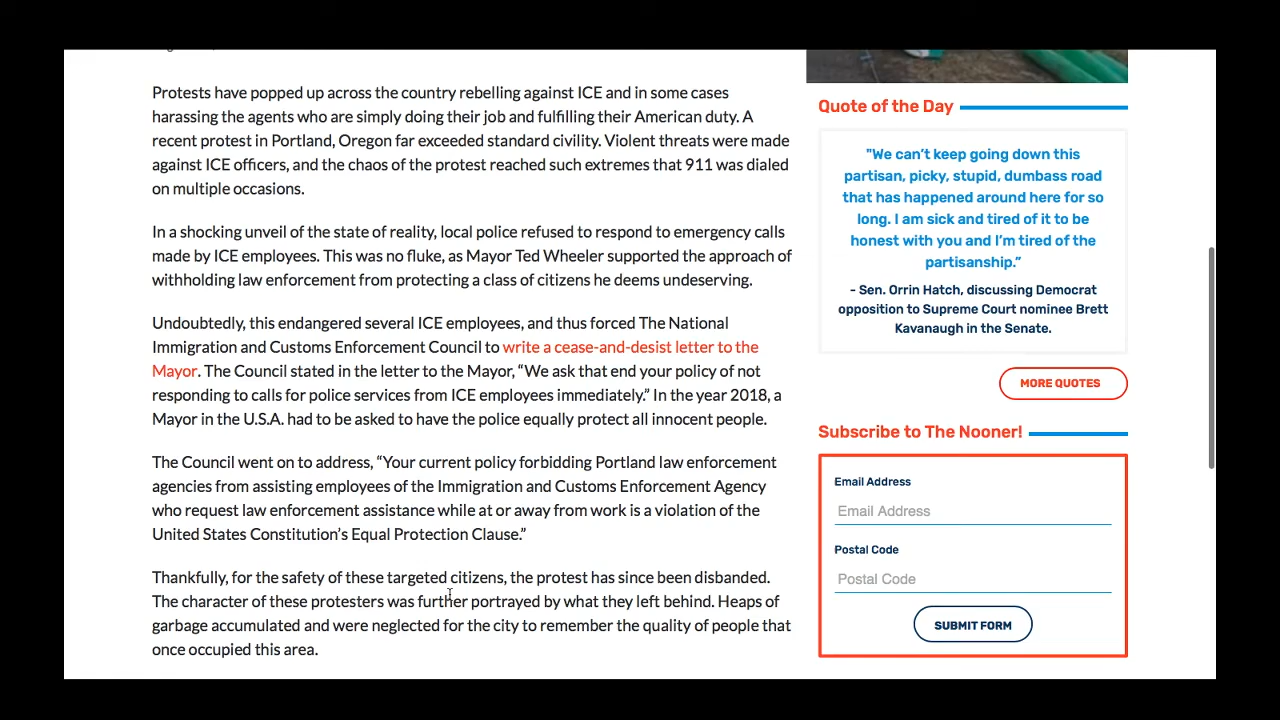 Protests have popped up across the country rebelling against ICE and in some cases
harassing the agents who are simply doing their job and fulfilling their American duty. A
recent protest in Portland, Oregon far exceeded standard civility. Violent threats were made
against ICE officers, and the chaos of the protest reached such extremes that 911 was dialed
on multiple occasions.
In a shocking unveil of the state of reality, local police refused to respond to emergency calls
made by ICE employees. This was no fluke, as Mayor Ted Wheeler supported the approach of
withholding law enforcement from protecting a class of citizens he deems undeserving.
Undoubtedly, this endangered several ICE employees, and thus forced The National
Immigration and Customs Enforcement Council to write a cease-and-desist letter to the
Mayor. The Council stated in the letter to the Mayor, “We ask that end your policy of not
responding to calls for police services from ICE employees immediately.” In the year 2018, a
Mayor in the U.S.A. had to be asked to have the police equally protect all innocent people.
The Council went on to address, “Your current policy forbidding Portland law enforcement
agencies from assisting employees of the Immigration and Customs Enforcement Agency
who request law enforcement assistance while at or away from work is a violation of the
United States Constitution’s Equal Protection Clause.”
Thankfully, for the safety of these targeted citizens, the protest has since been disbanded.
The character of these protesters was further portrayed by what they left behind. Heaps of
garbage accumulated and were neglected for the city to remember the quality of people that
once occupied this area.
Quote of the Day
"We can’t keep going down this
partisan, picky, stupid, dumbass road
that has happened around here for so
long. I am sick and tired of it to be
honest with you and I’m tired of the
partisanship.”
- Sen. Orrin Hatch, discussing Democrat
opposition to Supreme Court nominee Brett
Kavanaugh in the Senate.
MORE QUOTES
Subscribe to The Nooner!
Email Address
Email Address
Postal Code
Postal Code
SUBMIT FORM